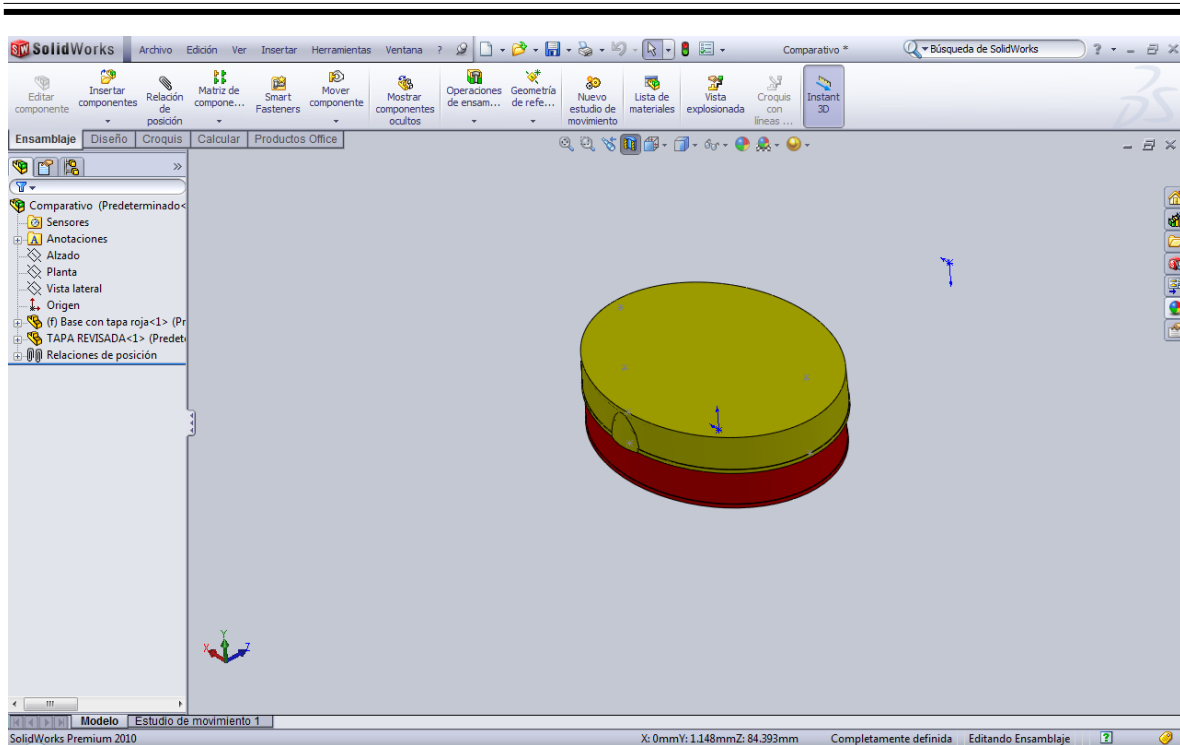 SolidWorks Archivo Edición Ver Insertar Herramientas Ventana ? Comparativo * Búsqueda de SolidWorks ?
Editar componente
Insertar componentes
Relación de posición
Matriz de compone...
Smart Fasteners
Mover componente
Mostrar componentes ocultos
Operaciones de ensam...
Geometría de refe...
Nuevo estudio de movimiento
Lista de materiales
Vista explosionada
Croquis con líneas ...
Instant 3D
Ensamblaje Diseño Croquis Calcular Productos Office
Comparativo (Predeterminado<
Sensores
Anotaciones
Alzado
Planta
Vista lateral
Origen
(f) Base con tapa roja<1> (Pr
TAPA REVISADA<1> (Predet
Relaciones de posición
Y
X
Z
Modelo Estudio de movimiento 1
SolidWorks Premium 2010 X: 0mmY: 1.148mmZ: 84.393mm Completamente definida Editando Ensamblaje ?